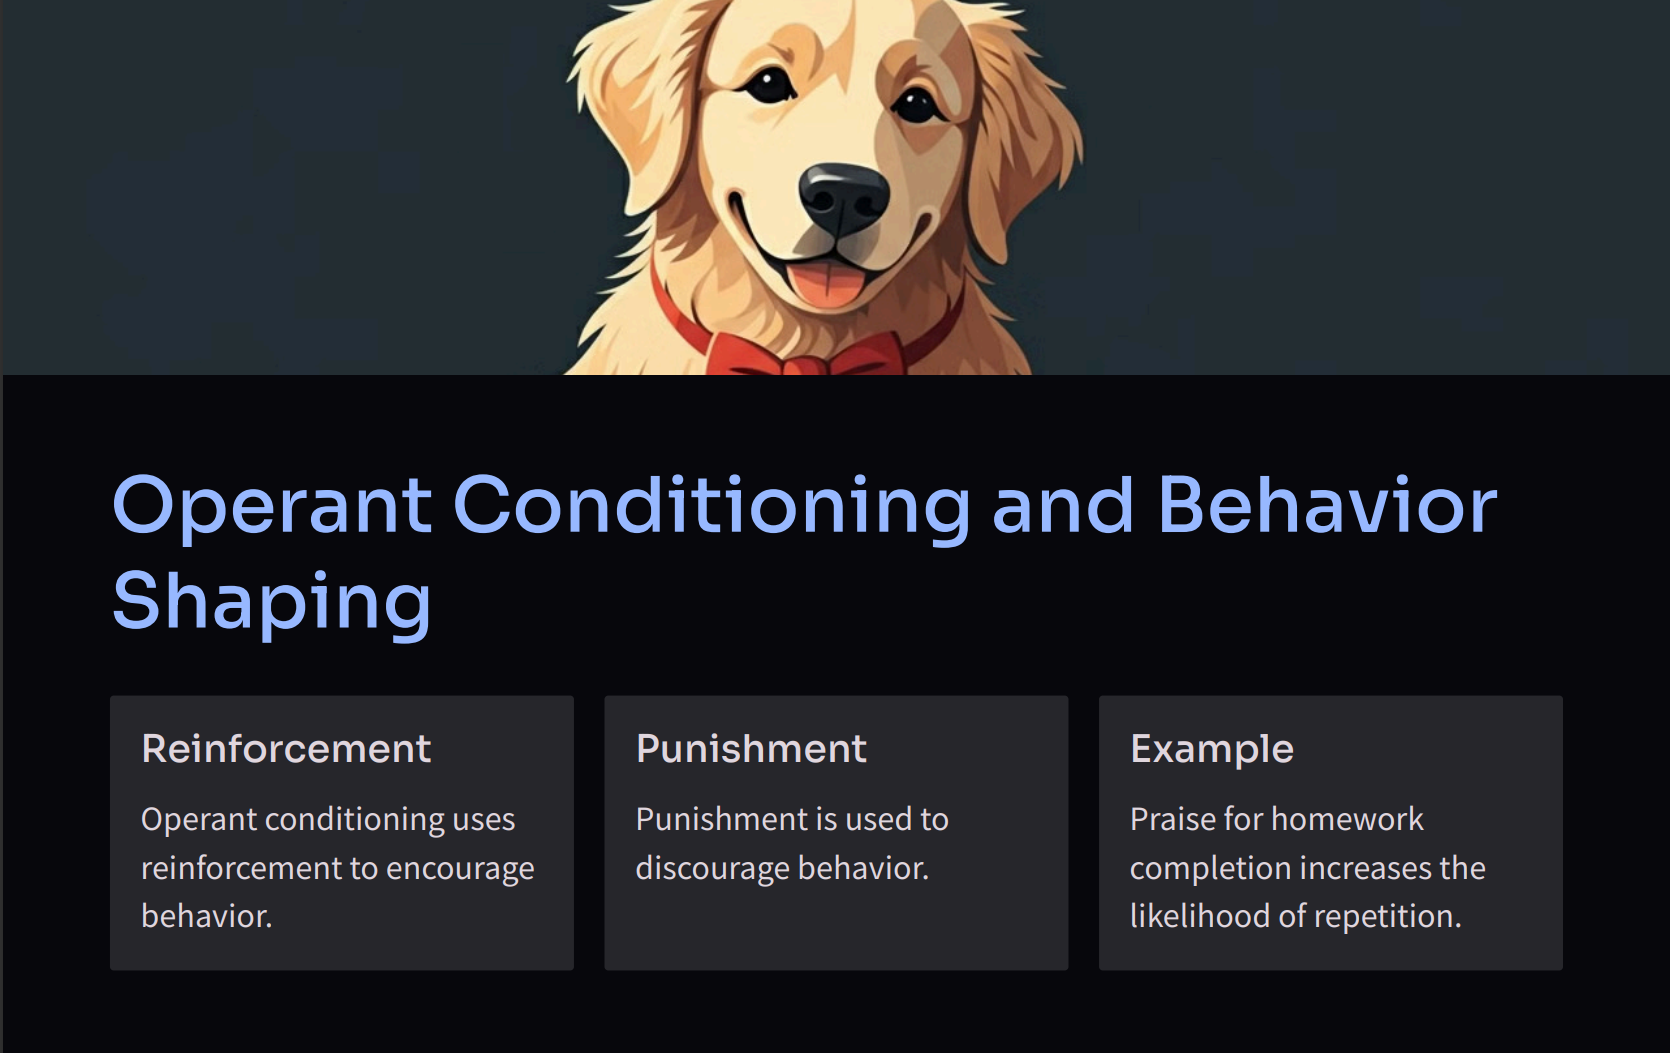 Operant Conditioning and Behavior
Shaping
Reinforcement
Operant conditioning uses
reinforcement to encourage
behavior.
Punishment
Punishment is used to
discourage behavior.
Example
Praise for homework
completion increases the
likelihood of repetition.